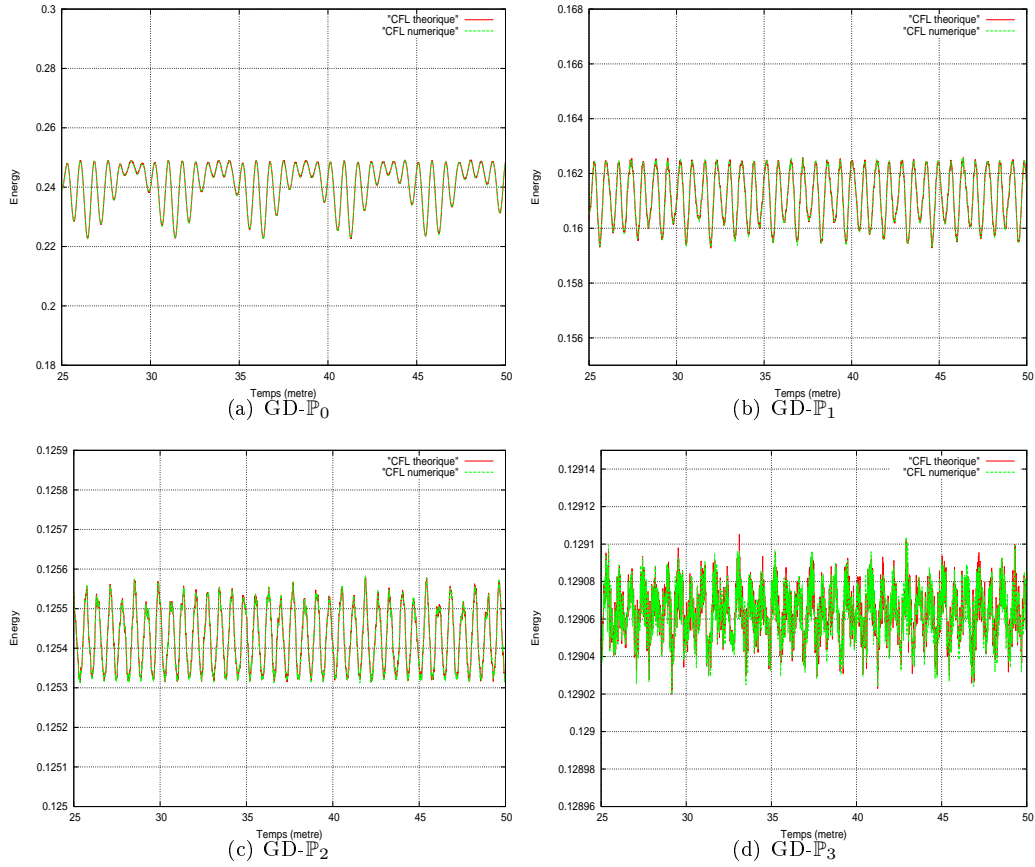 0.3
0.26
0.24
0.22
0.2
0.18
25 30 35 40 45 50
Energy
Temps (metre)
"CFL theorique"
"CFL numerique"
(a) GD-ℙ₀
0.168
0.166
0.164
0.162
0.16
0.158
0.156
25 30 35 40 45 50
Energy
Temps (metre)
"CFL theorique"
"CFL numerique"
(b) GD-ℙ₁
0.1259
0.1258
0.1257
0.1256
0.1255
0.1254
0.1253
0.1252
0.1251
0.125
25 30 35 40 45 50
Energy
Temps (metre)
"CFL theorique"
"CFL numerique"
(c) GD-ℙ₂
0.12914
0.12912
0.1291
0.12908
0.12906
0.12904
0.12902
0.129
0.12898
0.12896
25 30 35 40 45 50
Energy
Temps (metre)
"CFL theorique"
"CFL numerique"
(d) GD-ℙ₃